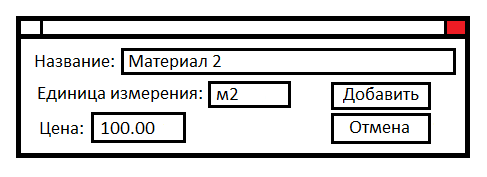 Название: Материал 2
Единица измерения: м2 Добавить
Цена: 100.00 Отмена